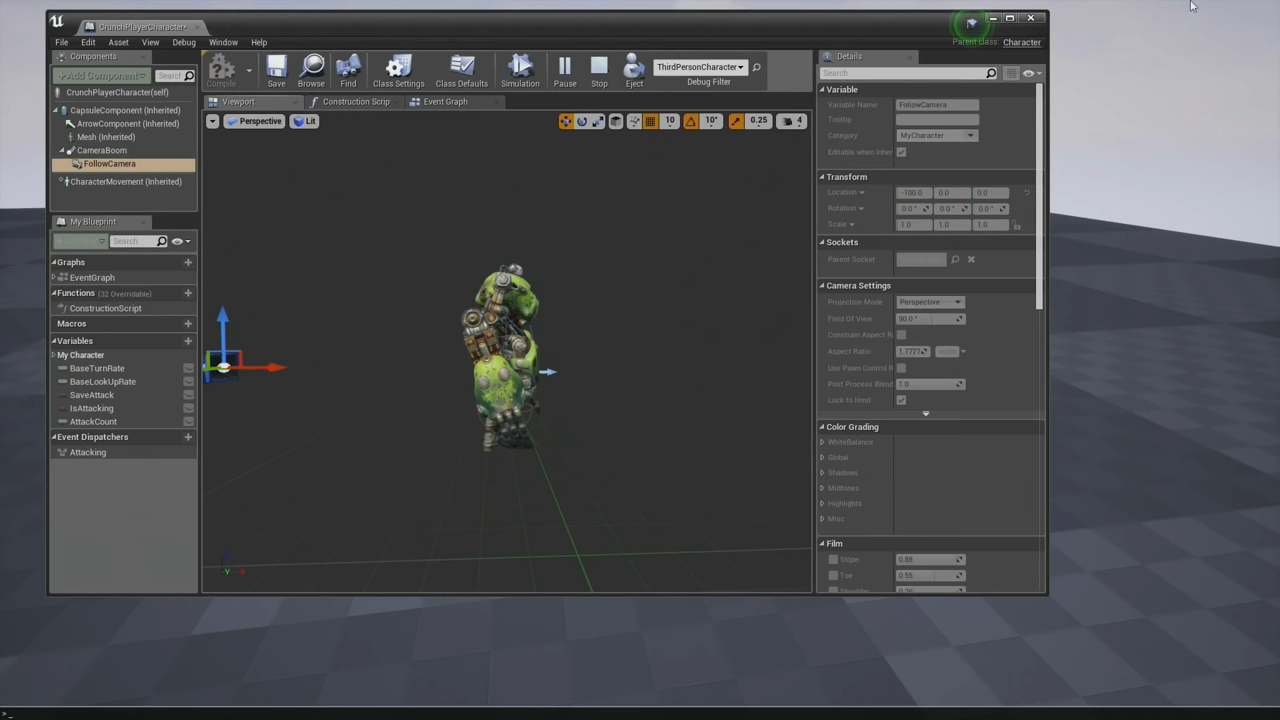 CrunchPlayerCharacter
Parent class: Character
File Edit Asset View Debug Window Help
Components
+Add Component
Search
CrunchPlayerCharacter(self)
CapsuleComponent (Inherited)
ArrowComponent (Inherited)
Mesh (Inherited)
CameraBoom
FollowCamera
CharacterMovement (Inherited)
Compile Save Browse Find Class Settings Class Defaults Simulation Pause Stop Eject
ThirdPersonCharacter
Debug Filter
Viewport Construction Scrip Event Graph
Perspective Lit
10 10° 0.25 4
My Blueprint
Search
Graphs
EventGraph
Functions (32 Overridable)
ConstructionScript
Macros
Variables
My Character
BaseTurnRate
BaseLookUpRate
SaveAttack
IsAttacking
AttackCount
Event Dispatchers
Attacking
Details
Search
Variable
Variable Name FollowCamera
Tooltip
Category MyCharacter
Editable when Inher
Transform
Location -100.0 0.0 0.0
Rotation 0.0 ° 0.0 ° 0.0 °
Scale 1.0 1.0 1.0
Sockets
Parent Socket
Camera Settings
Projection Mode Perspective
Field Of View 90.0 °
Constrain Aspect R
Aspect Ratio 1.7777
Use Pawn Control R
Post Process Blend 1.0
Lock to Hmd
Color Grading
WhiteBalance
Global
Shadows
Midtones
Highlights
Misc
Film
Slope 0.88
Toe 0.55
>_